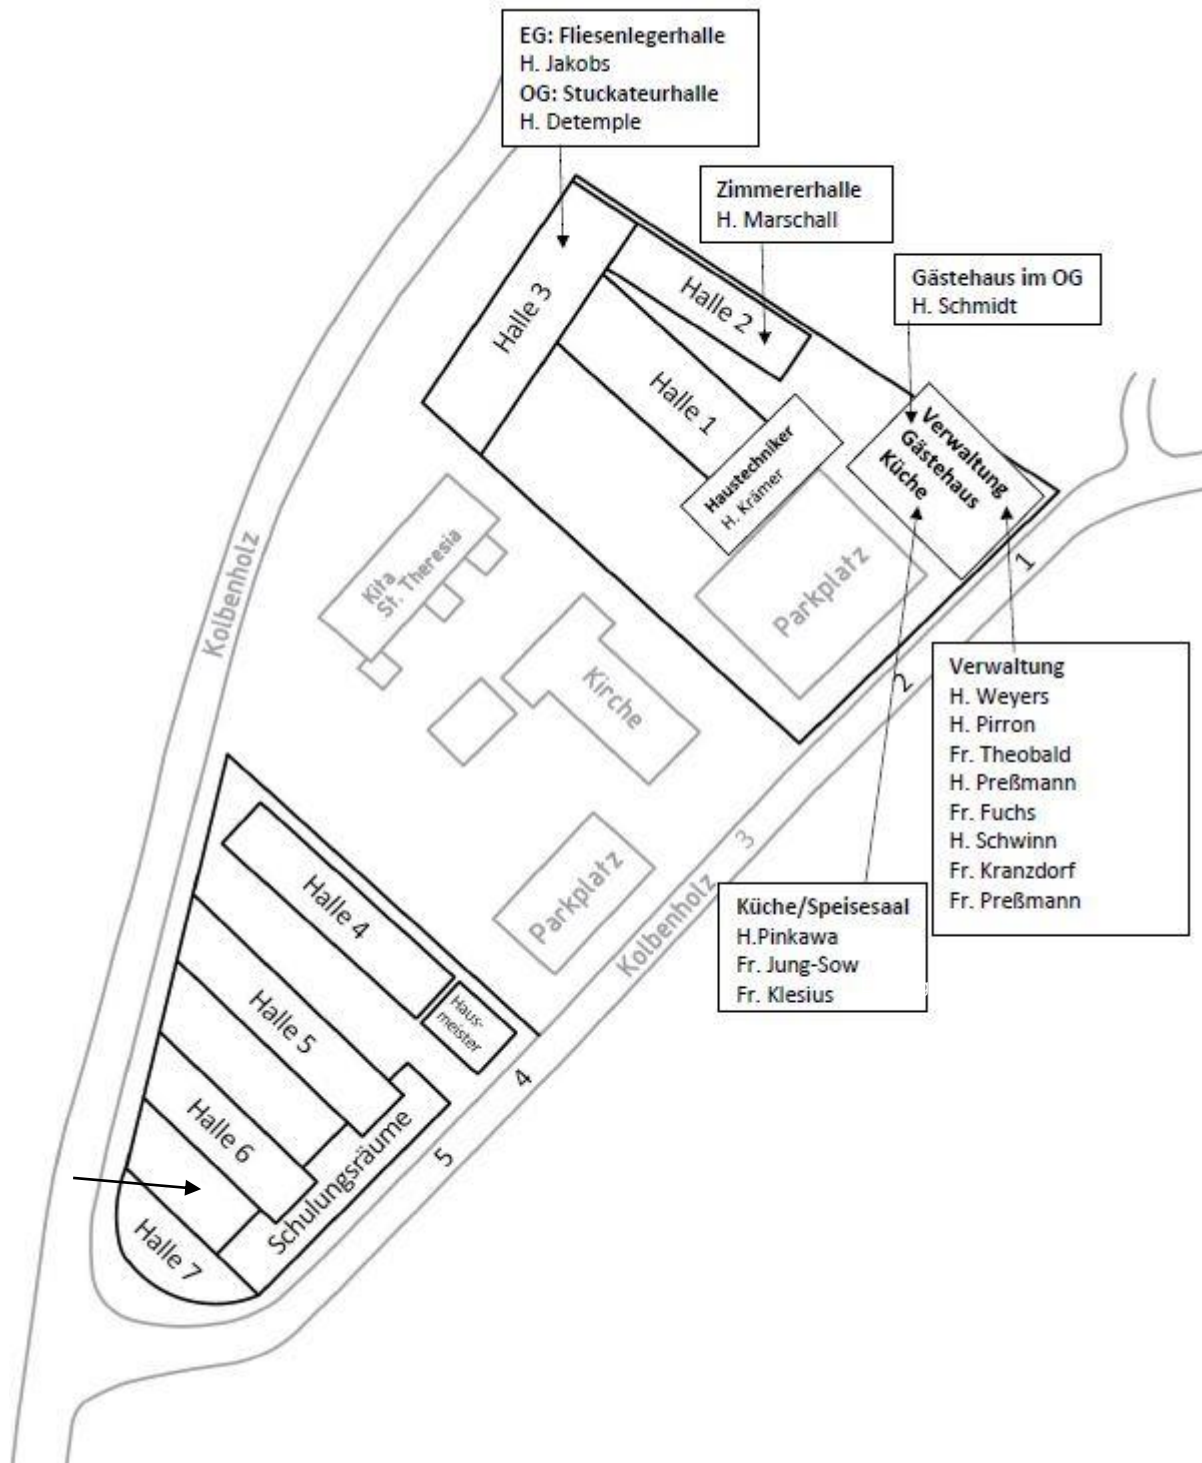 EG: Fliesenlegerhalle
H. Jakobs
OG: Stuckateurhalle
H. Detemple
Zimmererhalle
H. Marschall
Gästehaus im OG
H. Schmidt
Halle 3
Halle 2
Halle 1
Haustechniker
H. Krämer
Verwaltung
Gästehaus
Küche
Parkplatz
Kita
St. Theresia
Kolbenholz
Kirche
1
2
Verwaltung
H. Weyers
H. Pirron
Fr. Theobald
H. Preßmann
Fr. Fuchs
H. Schwinn
Fr. Kranzdorf
Fr. Preßmann
Küche/Speisesaal
H.Pinkawa
Fr. Jung-Sow
Fr. Klesius
Parkplatz
Kolbenholz 3
Halle 4
Haus-
meister
Halle 5
4
Halle 6
Schulungsräume
5
Halle 7